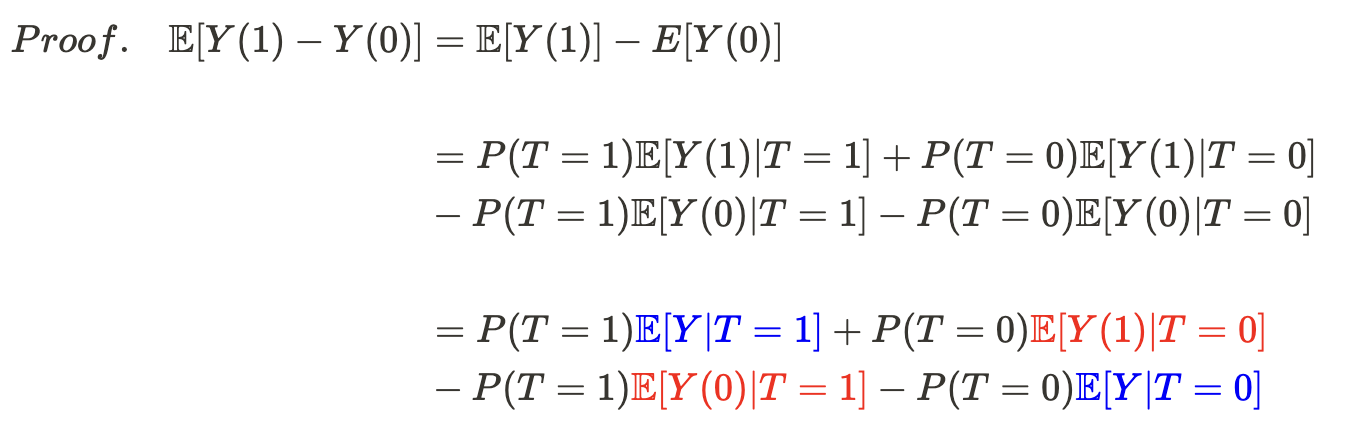 Proof. 𝔼[Y(1) − Y(0)] = 𝔼[Y(1)] − E[Y(0)]
= P(T = 1)𝔼[Y(1)|T = 1] + P(T = 0)𝔼[Y(1)|T = 0]
− P(T = 1)𝔼[Y(0)|T = 1] − P(T = 0)𝔼[Y(0)|T = 0]
= P(T = 1)𝔼[Y|T = 1] + P(T = 0)𝔼[Y(1)|T = 0]
− P(T = 1)𝔼[Y(0)|T = 1] − P(T = 0)𝔼[Y|T = 0]